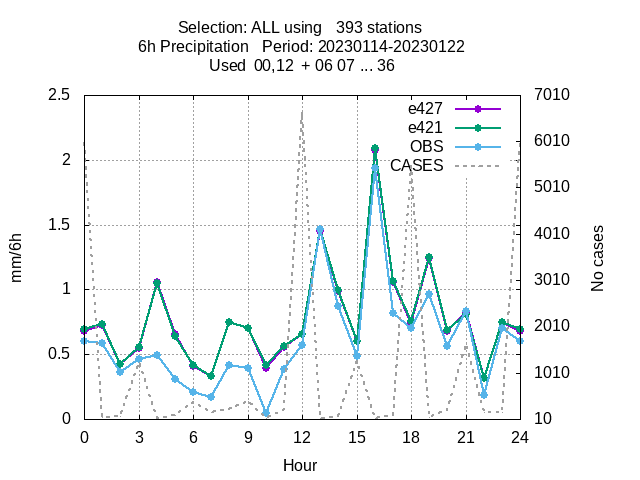 Selection: ALL using   393 stations
6h Precipitation   Period: 20230114-20230122
Used  00,12  + 06 07 ... 36
2.5
2
1.5
1
0.5
0
mm/6h
7010
6010
5010
4010
3010
2010
1010
10
No cases
e427
e421
OBS
CASES
0 3 6 9 12 15 18 21 24
Hour